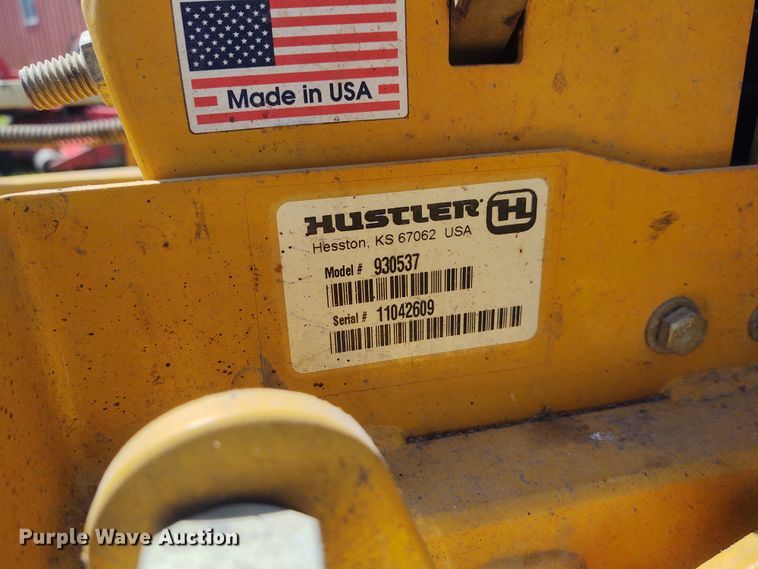 Made in USA
HUSTLER H
Hesston, KS 67062 USA
Model # 930537
Serial # 11042609
Purple Wave Auction